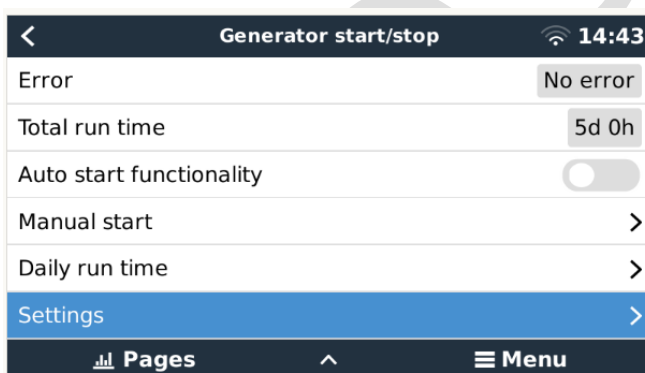 Generator start/stop 14:43
Error No error
Total run time 5d 0h
Auto start functionality
Manual start
Daily run time
Settings
Pages Menu